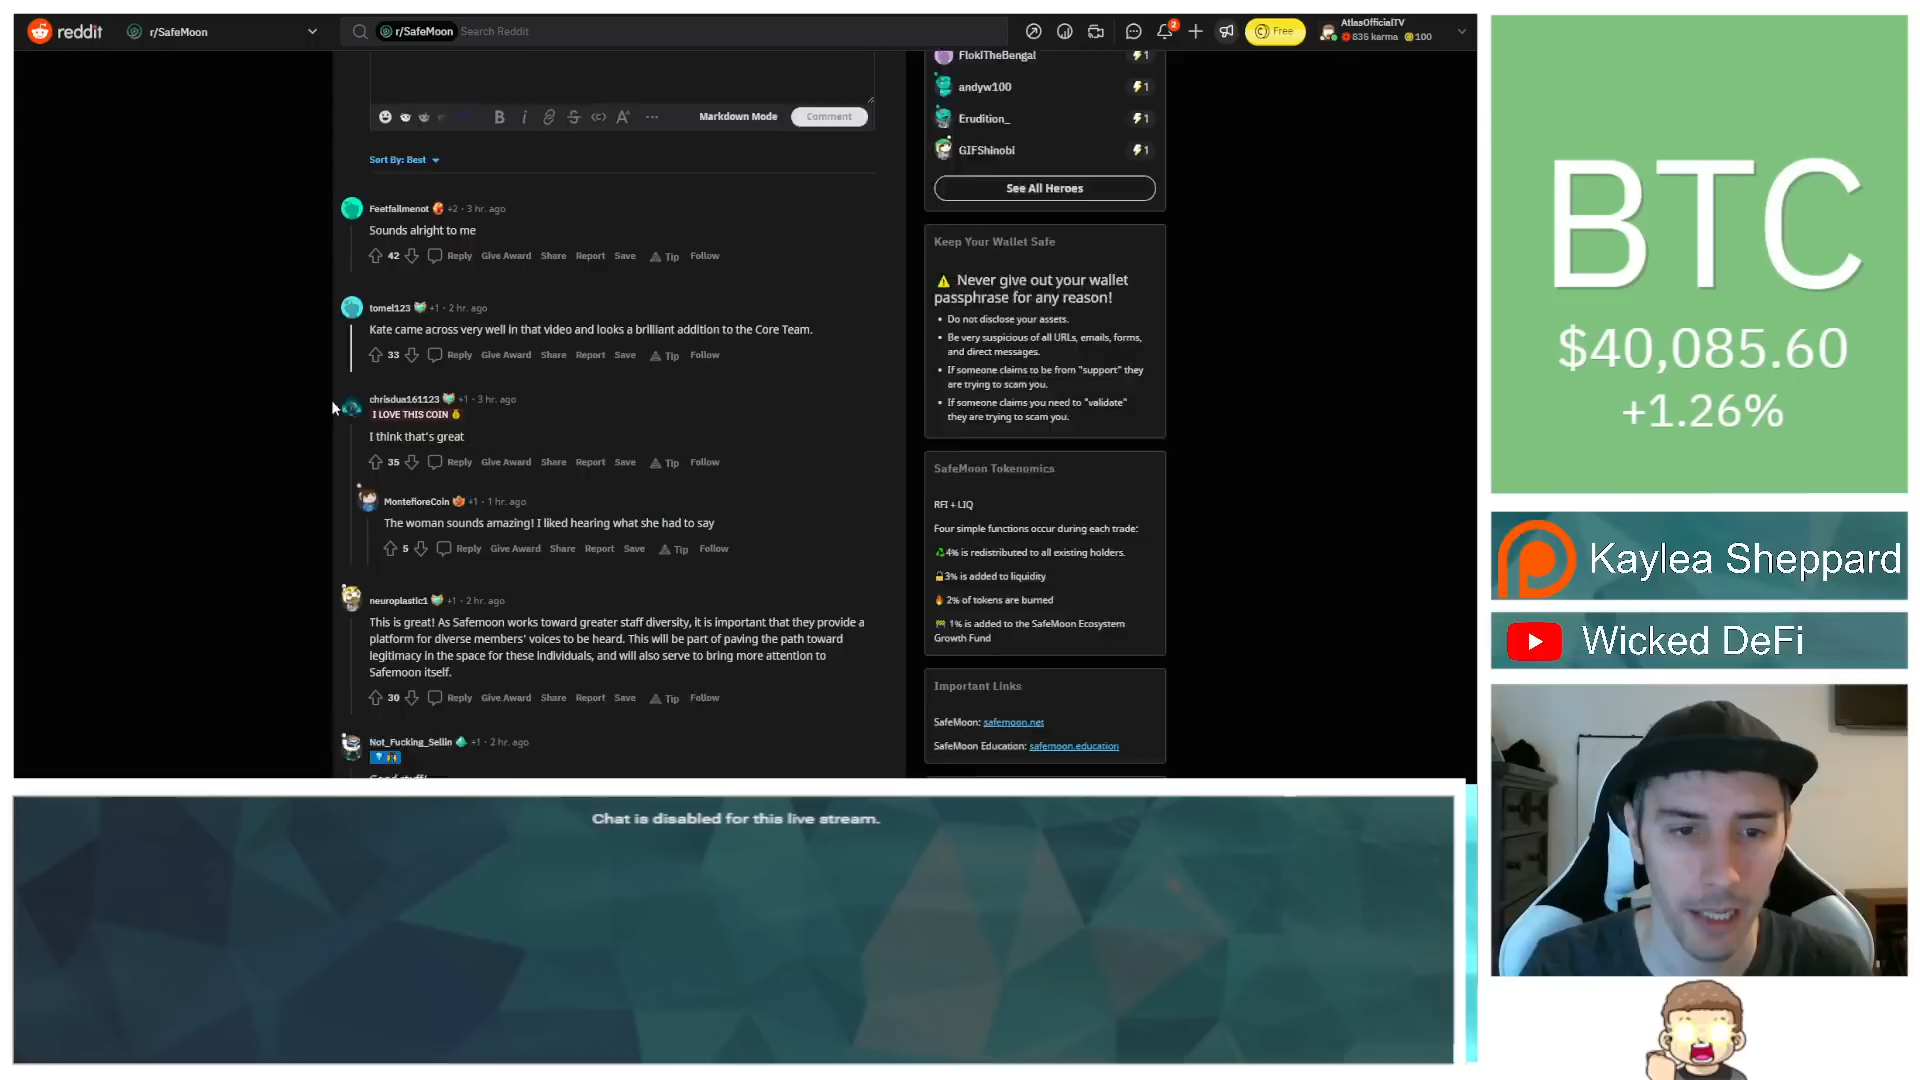 reddit
r/SafeMoon
r/SafeMoon
Search Reddit
2
Free
AtlasOfficialTV
835 karma
100
Markdown Mode
Comment
Sort By: Best
Feetfallmenot +2 · 3 hr. ago
Sounds alright to me
42 Reply Give Award Share Report Save Tip Follow
tomel123 +1 · 2 hr. ago
Kate came across very well in that video and looks a brilliant addition to the Core Team.
33 Reply Give Award Share Report Save Tip Follow
chrisdua161123 +1 · 3 hr. ago
I LOVE THIS COIN
I think that's great
35 Reply Give Award Share Report Save Tip Follow
MontefioreCoin +1 · 1 hr. ago
The woman sounds amazing! I liked hearing what she had to say
5 Reply Give Award Share Report Save Tip Follow
neuroplastic1 +1 · 2 hr. ago
This is great! As Safemoon works toward greater staff diversity, it is important that they provide a
platform for diverse members' voices to be heard. This will be part of paving the path toward
legitimacy in the space for these individuals, and will also serve to bring more attention to
Safemoon itself.
30 Reply Give Award Share Report Save Tip Follow
Not_Fucking_Sellin +1 · 2 hr. ago
Good stuff!
FlokiTheBengal 1
andyw100 1
Erudition_ 1
GIFShinobi 1
See All Heroes
Keep Your Wallet Safe
Never give out your wallet
passphrase for any reason!
• Do not disclose your assets.
• Be very suspicious of all URLs, emails, forms,
and direct messages.
• If someone claims to be from "support" they
are trying to scam you.
• If someone claims you need to "validate"
they are trying to scam you.
SafeMoon Tokenomics
RFI + LIQ
Four simple functions occur during each trade:
4% is redistributed to all existing holders.
3% is added to liquidity
2% of tokens are burned
1% is added to the SafeMoon Ecosystem
Growth Fund
Important Links
SafeMoon: safemoon.net
SafeMoon Education: safemoon.education
BTC
$40,085.60
+1.26%
Kaylea Sheppard
Wicked DeFi
Chat is disabled for this live stream.